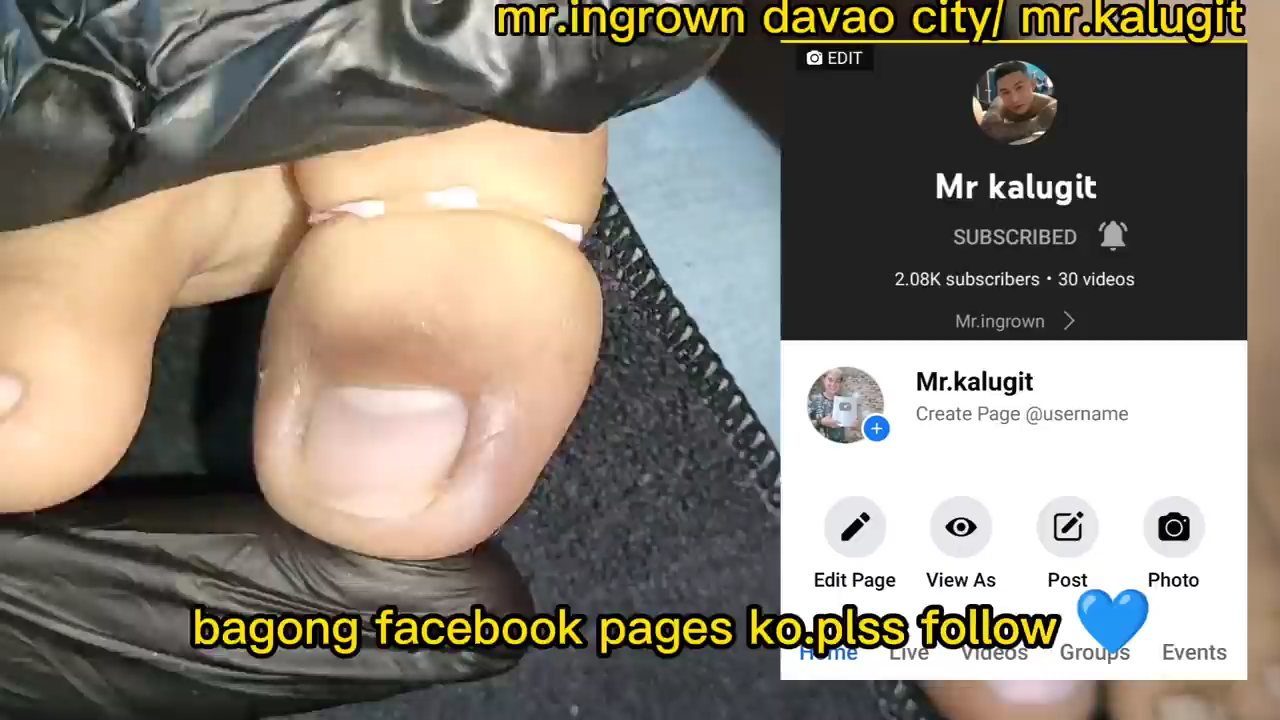 mr.ingrown davao city/ mr.kalugit
EDIT
Mr kalugit
SUBSCRIBED
2.08K subscribers • 30 videos
Mr.ingrown
Mr.kalugit
Create Page @username
Edit Page View As Post Photo
bagong facebook pages ko.plss follow 💙
Home Live Videos Groups Events